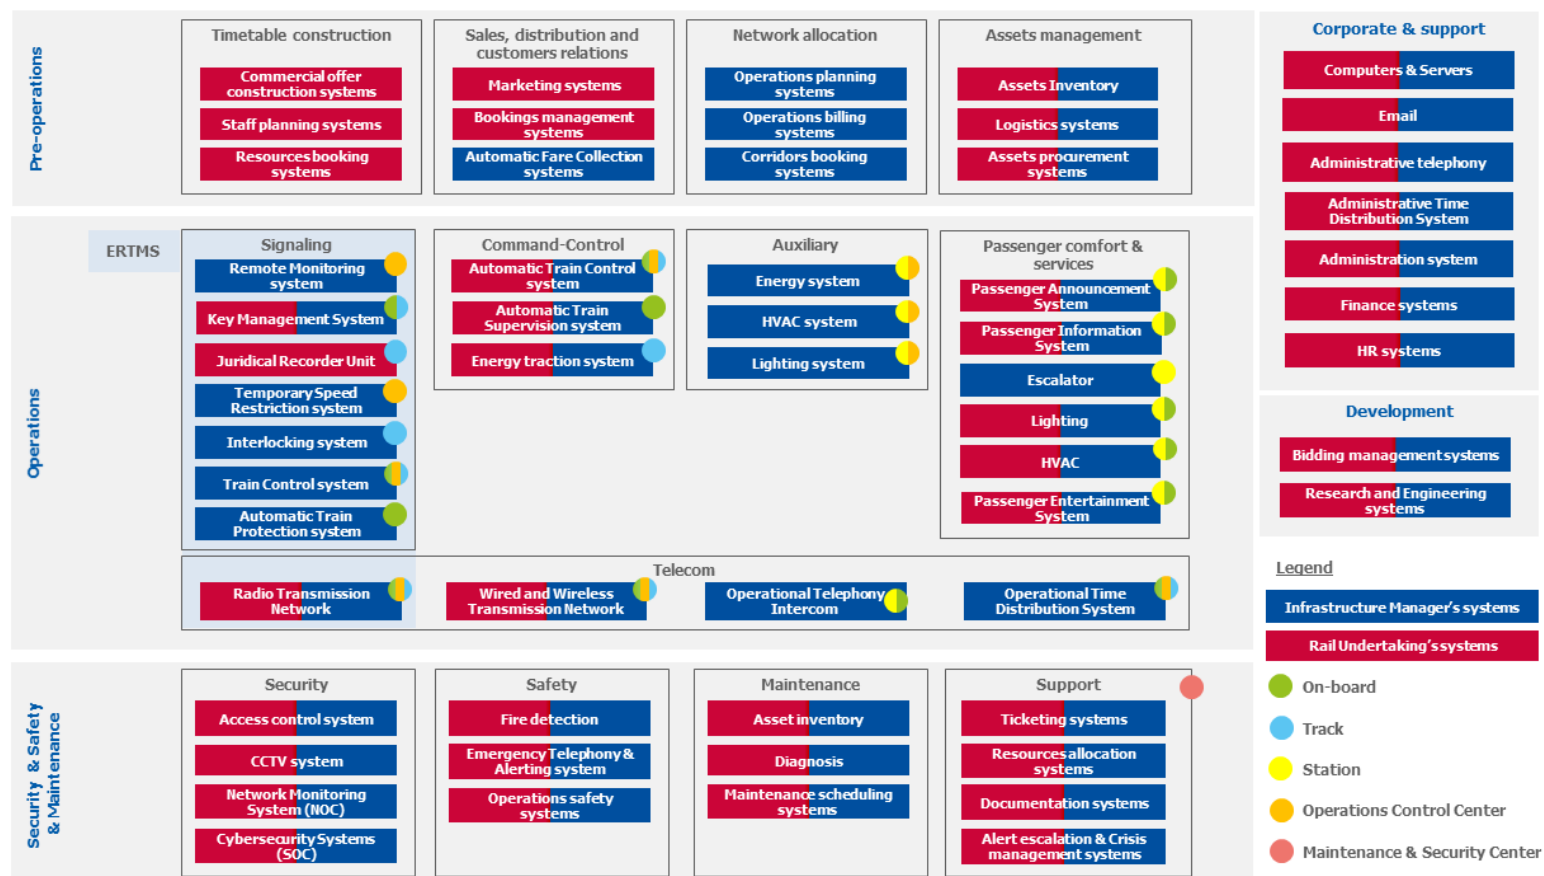 Pre-operations
Timetable construction
Commercial offer
construction systems
Staff planning systems
Resources booking
systems
Sales, distribution and
customers relations
Marketing systems
Bookings management
systems
Automatic Fare Collection
systems
Network allocation
Operations planning
systems
Operations billing
systems
Corridors booking
systems
Assets management
Assets Inventory
Logistics systems
Assets procurement
systems
Operations
ERTMS
Signaling
Remote Monitoring
system
Key Management System
Juridical Recorder Unit
Temporary Speed
Restriction system
Interlocking system
Train Control system
Automatic Train
Protection system
Command-Control
Automatic Train Control
system
Automatic Train
Supervision system
Energy traction system
Auxiliary
Energy system
HVAC system
Lighting system
Passenger comfort &
services
Passenger Announcement
System
Passenger Information
System
Escalator
Lighting
HVAC
Passenger Entertainment
System
Telecom
Radio Transmission
Network
Wired and Wireless
Transmission Network
Operational Telephony
Intercom
Operational Time
Distribution System
Security & Safety
& Maintenance
Security
Access control system
CCTV system
Network Monitoring
System (NOC)
Cybersecurity Systems
(SOC)
Safety
Fire detection
Emergency Telephony &
Alerting system
Operations safety
systems
Maintenance
Asset inventory
Diagnosis
Maintenance scheduling
systems
Support
Ticketing systems
Resources allocation
systems
Documentation systems
Alert escalation & Crisis
management systems
Corporate & support
Computers & Servers
Email
Administrative telephony
Administrative Time
Distribution System
Administration system
Finance systems
HR systems
Development
Bidding management systems
Research and Engineering
systems
Legend
Infrastructure Manager's systems
Rail Undertaking's systems
On-board
Track
Station
Operations Control Center
Maintenance & Security Center